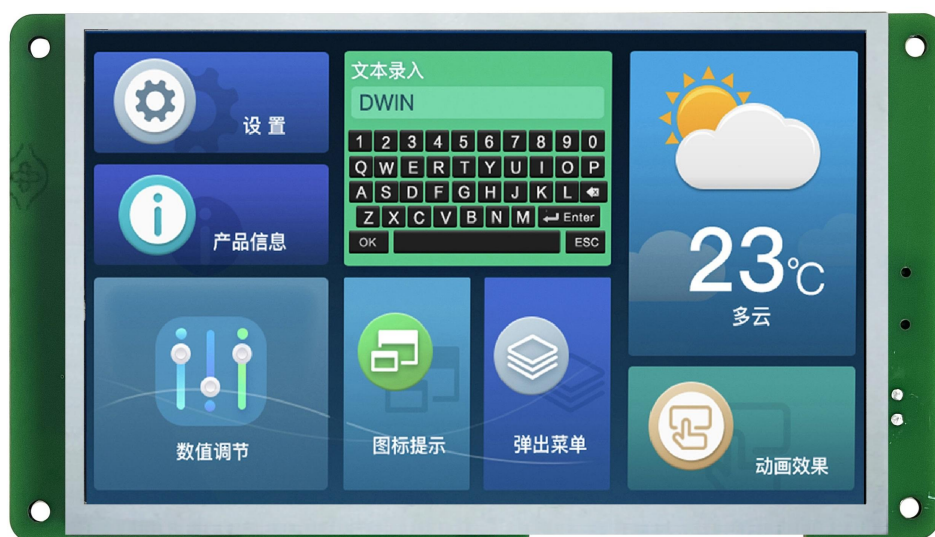 设 置
产品信息
数值调节
文本录入
DWIN
1 2 3 4 5 6 7 8 9 0
Q W E R T Y U I O P
A S D F G H J K L
Z X C V B N M Enter
OK ESC
图标提示
弹出菜单
23℃
多云
动画效果